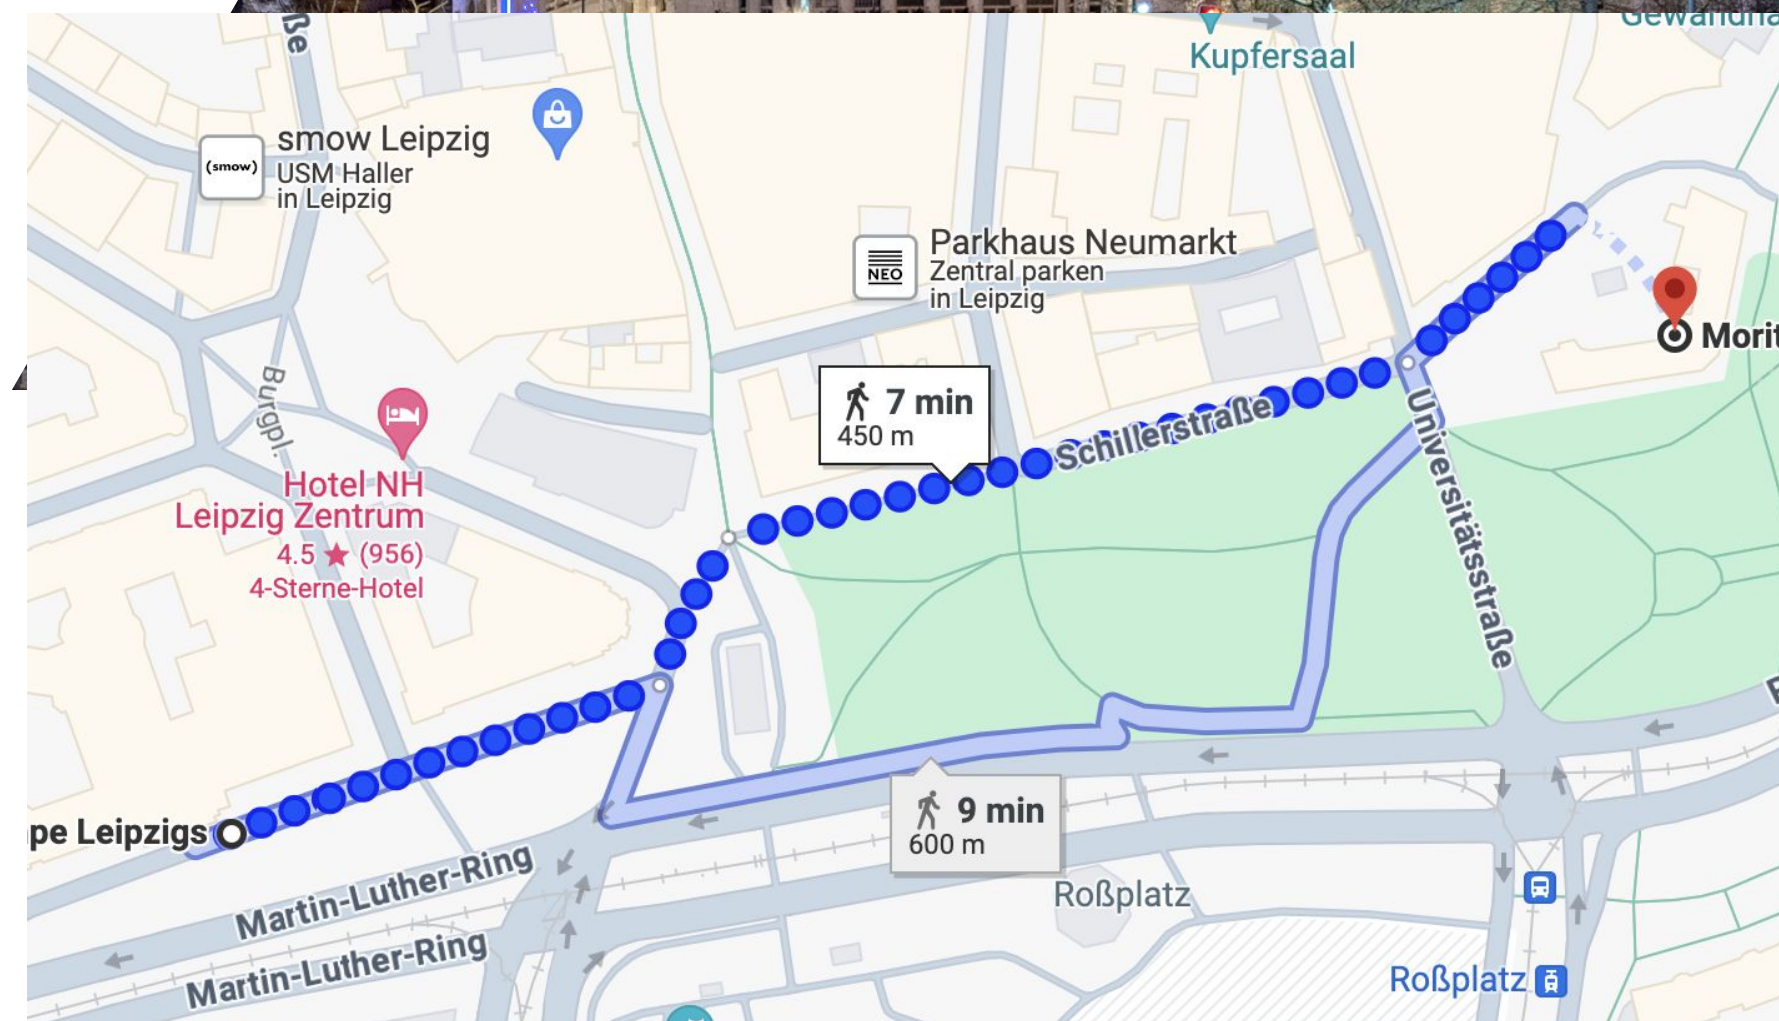 ße
Gewandha
Kupfersaal
smow Leipzig
(smow)
USM Haller
in Leipzig
Parkhaus Neumarkt
NEO
Zentral parken
in Leipzig
Morit
Burgpl.
7 min
450 m
Schillerstraße
Universitätsstraße
Hotel NH
Leipzig Zentrum
4.5 ★ (956)
4-Sterne-Hotel
pe Leipzigs
9 min
600 m
Martin-Luther-Ring
Roßplatz
Martin-Luther-Ring
Roßplatz